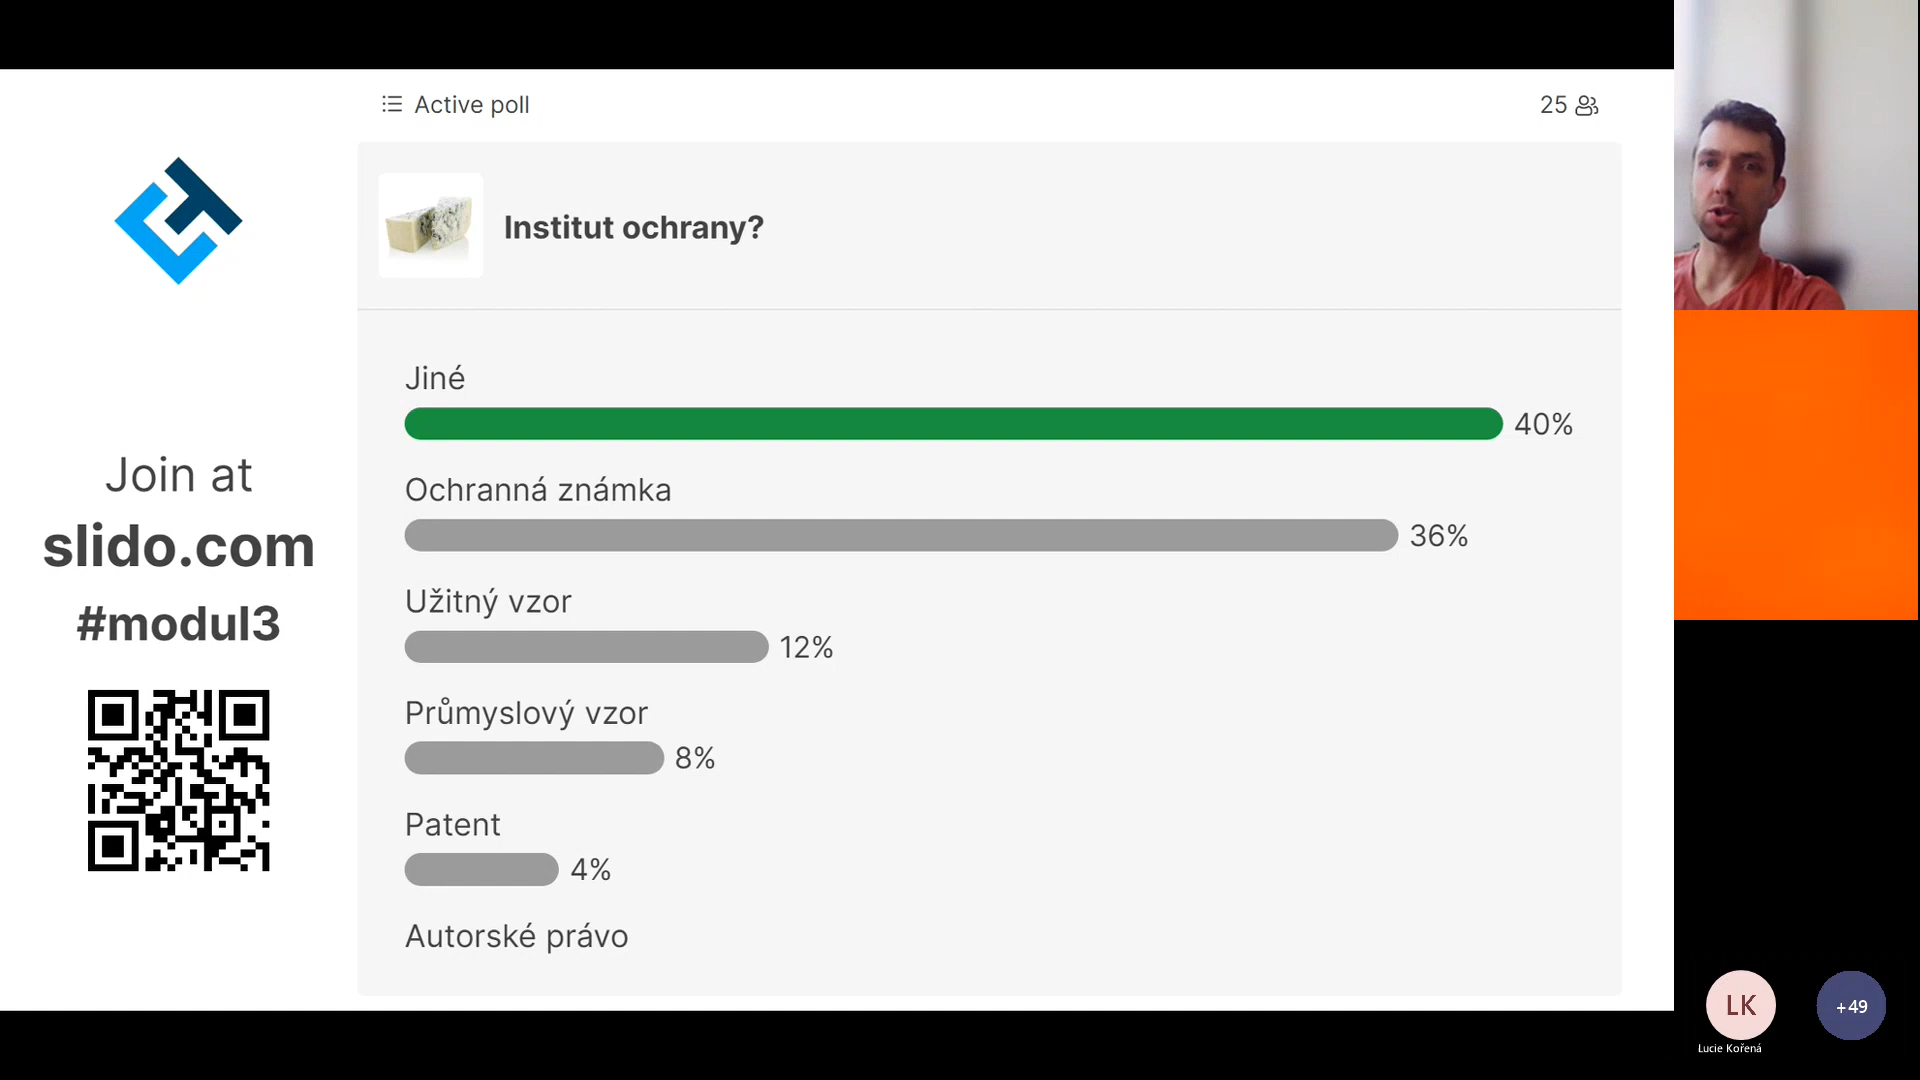 Active poll
25
Institut ochrany?
Jiné
40%
Ochranná známka
36%
Užitný vzor
12%
Průmyslový vzor
8%
Patent
4%
Autorské právo
Join at
slido.com
#modul3
LK
Lucie Kořená
+49